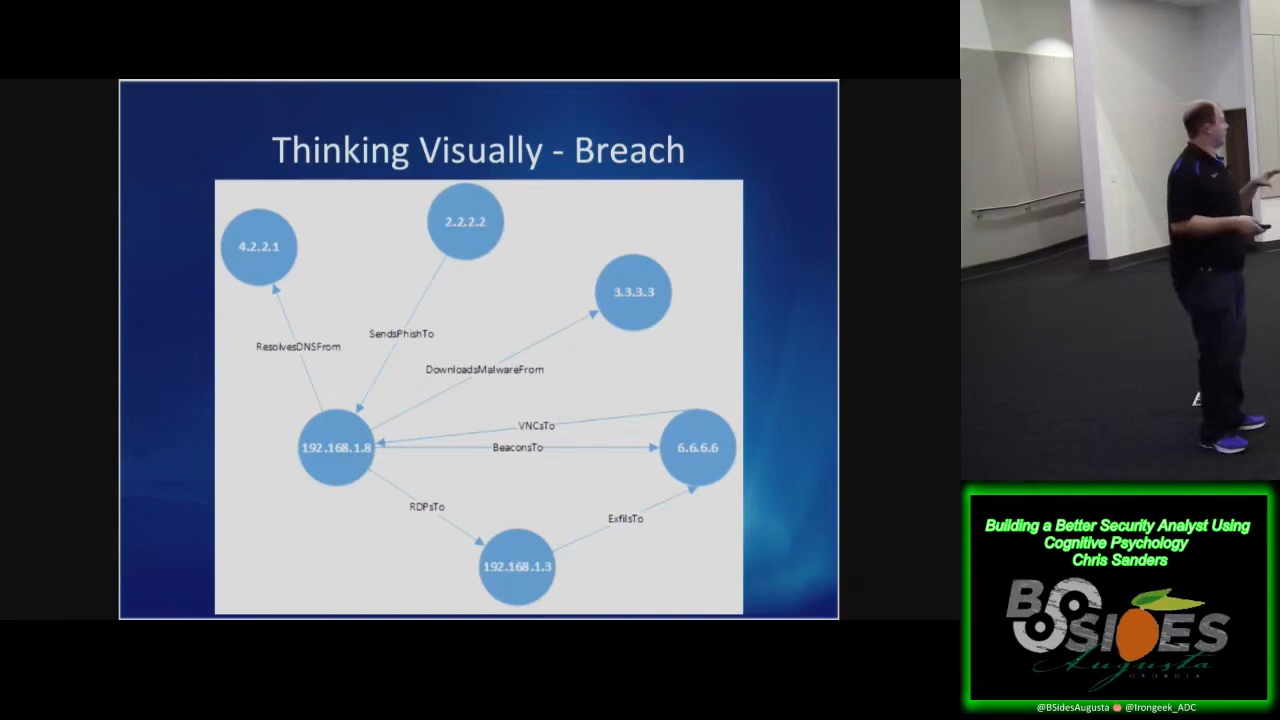 Thinking Visually - Breach
4.2.2.1
2.2.2.2
3.3.3.3
SendsPhishTo
ResolvesDNSFrom
DownloadsMalwareFrom
VNCsTo
192.168.1.8
BeaconsTo
6.6.6.6
RDPsTo
ExfilsTo
192.168.1.3
Building a Better Security Analyst Using
Cognitive Psychology
Chris Sanders
BSIDES
Augusta
GEORGIA
@BSidesAugusta @Irongeek_ADC